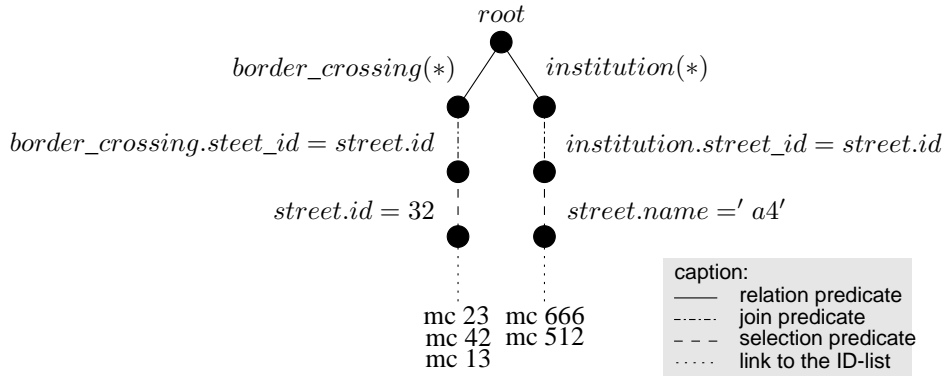 root
border_crossing(*) institution(*)
border_crossing.steet_id = street.id institution.street_id = street.id
street.id = 32 street.name =' a4'
caption:
relation predicate
join predicate
selection predicate
link to the ID-list
mc 23 mc 666
mc 42 mc 512
mc 13